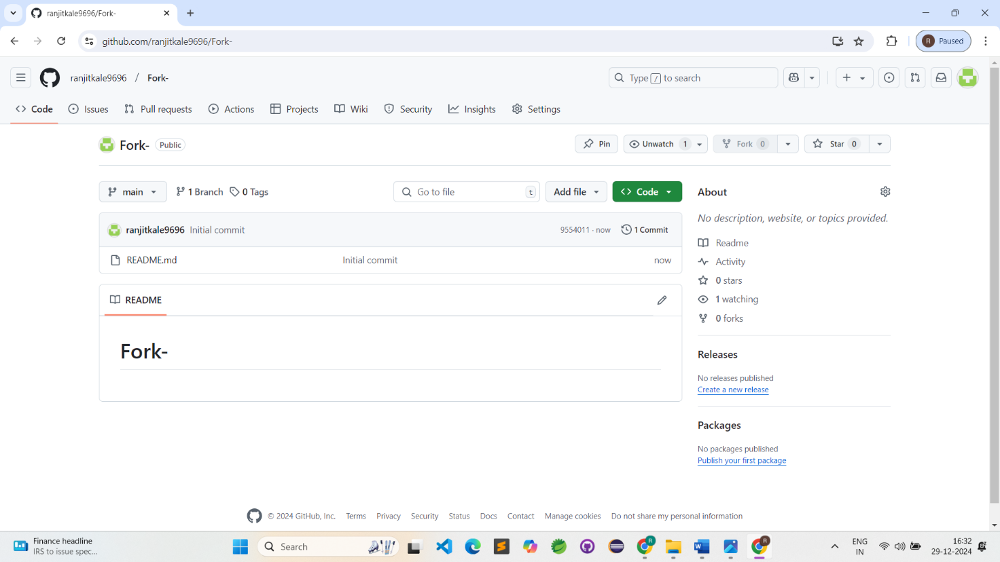 ranjitkale9696/Fork-
github.com/ranjitkale9696/Fork-
R Paused
ranjitkale9696 / Fork-
Type / to search
Code Issues Pull requests Actions Projects Wiki Security Insights Settings
Fork- Public
Pin Unwatch 1 Fork 0 Star 0
main 1 Branch 0 Tags Go to file t Add file <> Code
About
No description, website, or topics provided.
ranjitkale9696 Initial commit 9554011 · now 1 Commit
README.md Initial commit now
Readme
Activity
0 stars
1 watching
0 forks
README
Fork-
Releases
No releases published
Create a new release
Packages
No packages published
Publish your first package
© 2024 GitHub, Inc. Terms Privacy Security Status Docs Contact Manage cookies Do not share my personal information
Finance headline
IRS to issue spec...
Search
R
R
ENG
IN
16:32
29-12-2024